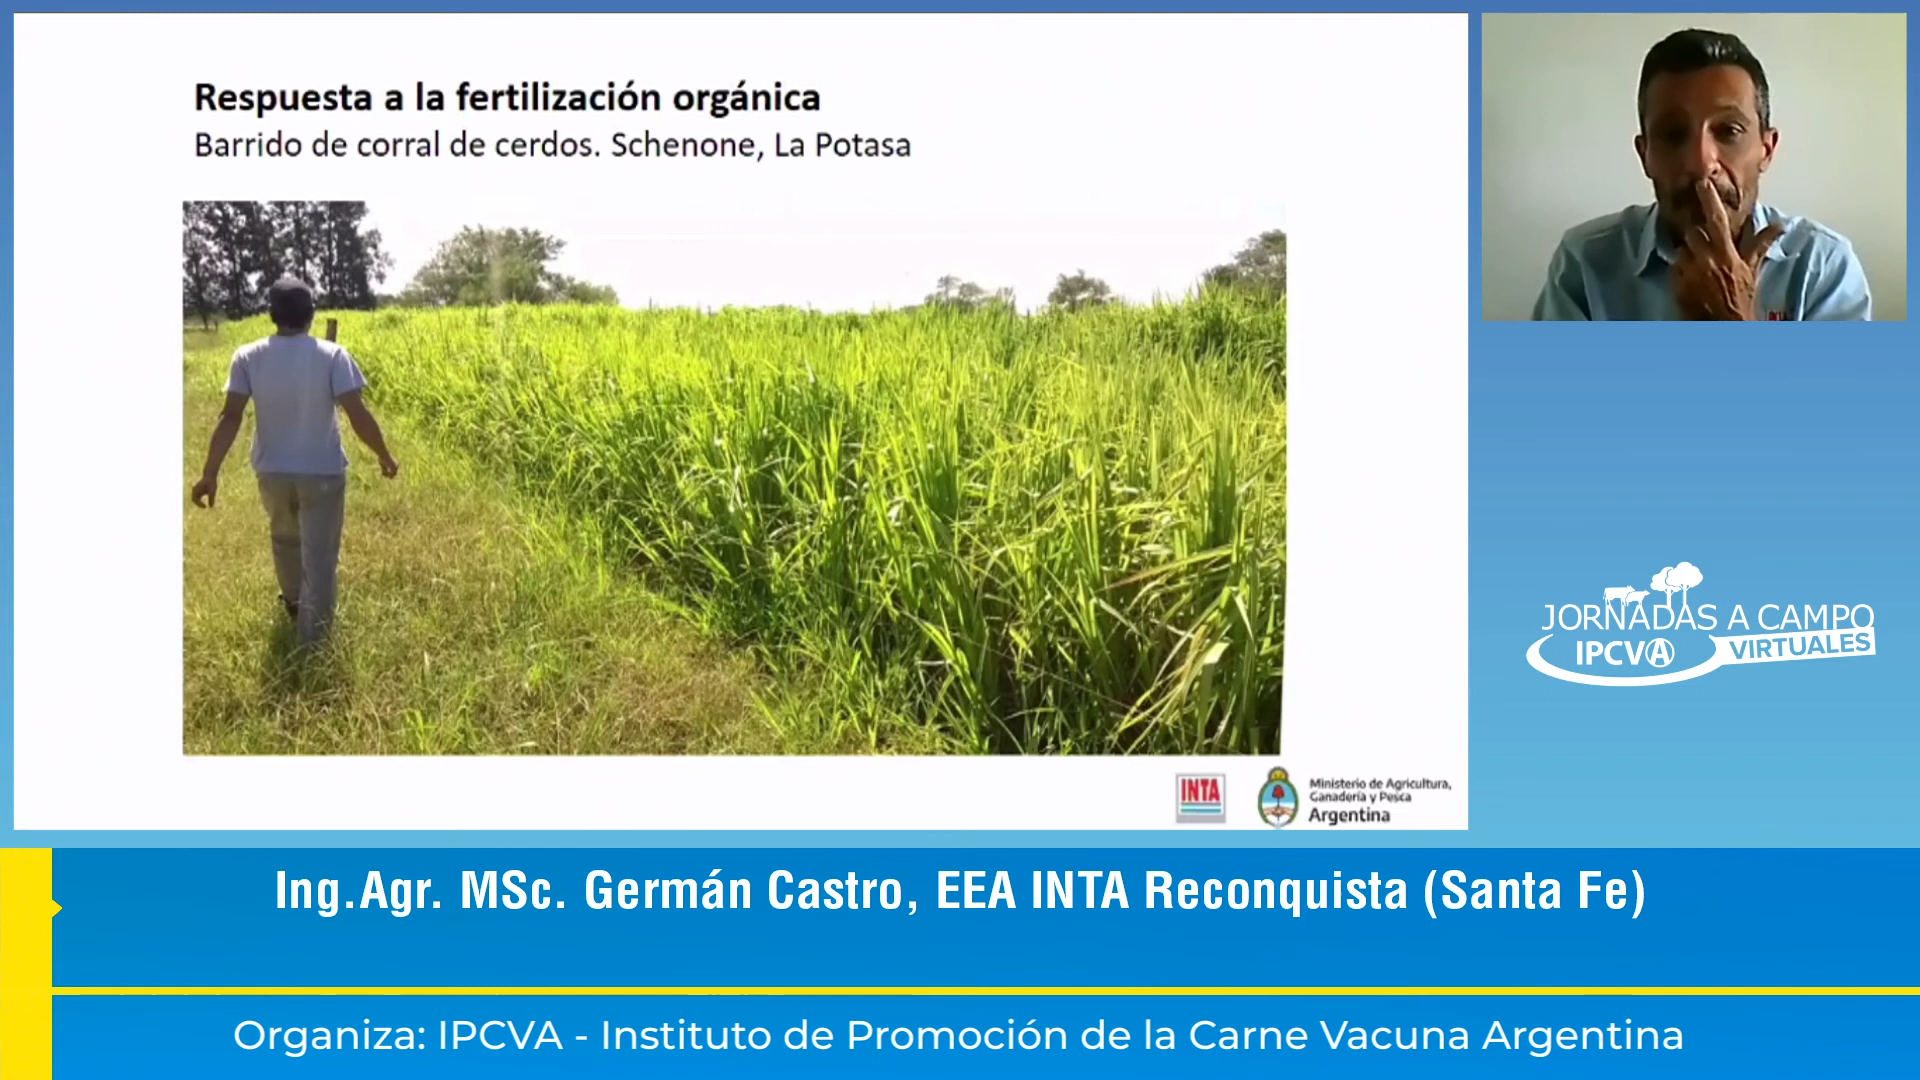 Respuesta a la fertilización orgánica
Barrido de corral de cerdos. Schenone, La Potasa
INTA
Ministerio de Agricultura,
Ganadería y Pesca
Argentina
JORNADAS A CAMPO
IPCVA
VIRTUALES
Ing.Agr. MSc. Germán Castro, EEA INTA Reconquista (Santa Fe)
Organiza: IPCVA - Instituto de Promoción de la Carne Vacuna Argentina